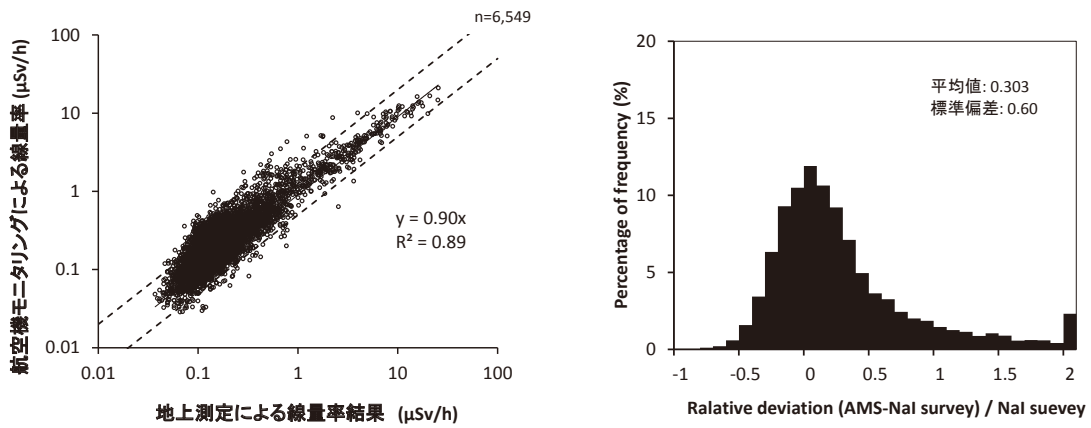 n=6,549
航空機モニタリングによる線量率 (μSv/h)
100
10
1
0.1
0.01
y = 0.90x
R² = 0.89
0.01 0.1 1 10 100
地上測定による線量率結果 (μSv/h)
Percentage of frequency (%)
20
15
10
5
0
平均値: 0.303
標準偏差: 0.60
-1 -0.5 0 0.5 1 1.5 2
Ralative deviation (AMS-NaI survey) / NaI suevey